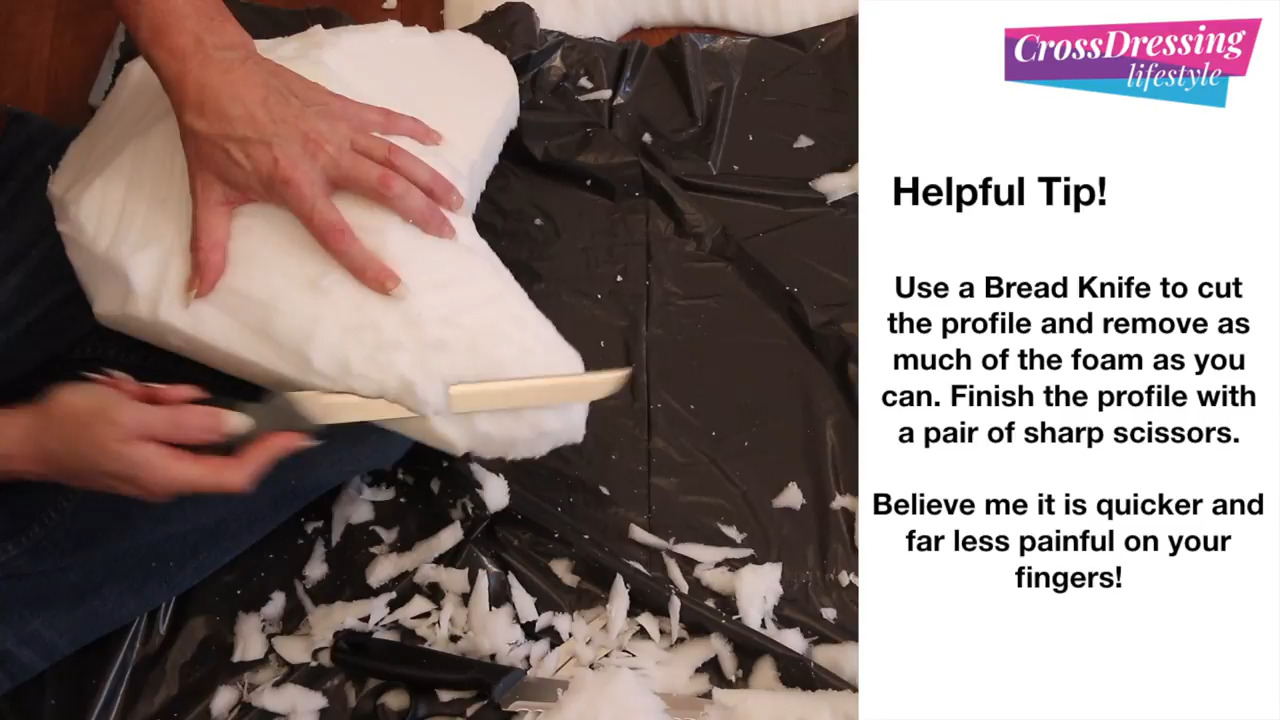 CrossDressing
lifestyle
Helpful Tip!
Use a Bread Knife to cut
the profile and remove as
much of the foam as you
can. Finish the profile with
a pair of sharp scissors.
Believe me it is quicker and
far less painful on your
fingers!